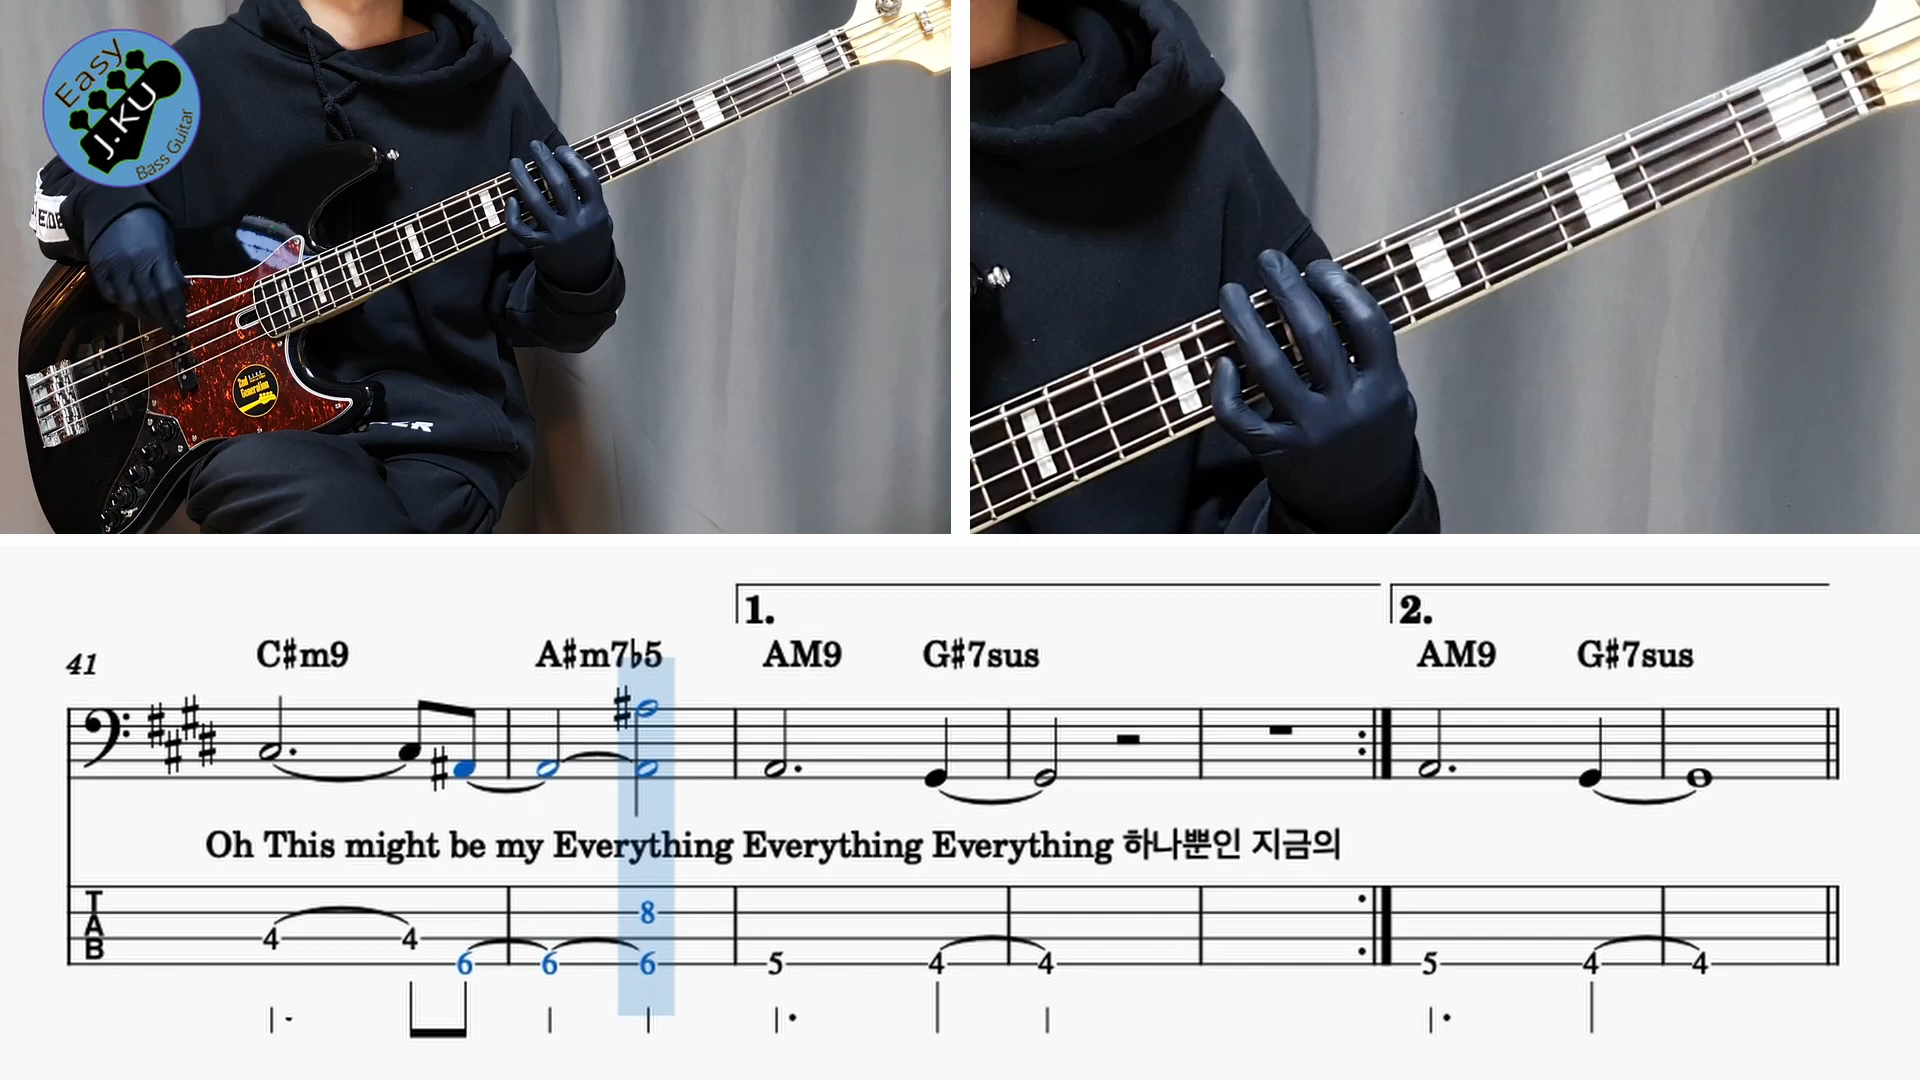 Easy
J.KU
Bass Guitar
2nd
Generation
1.
2.
41
C♯m9 A♯m7♭5 AM9 G♯7sus AM9 G♯7sus
Oh This might be my Everything Everything Everything 하나뿐인 지금의
T
A
B
8
4 4
6 6 6 5 4 4 5 4 4